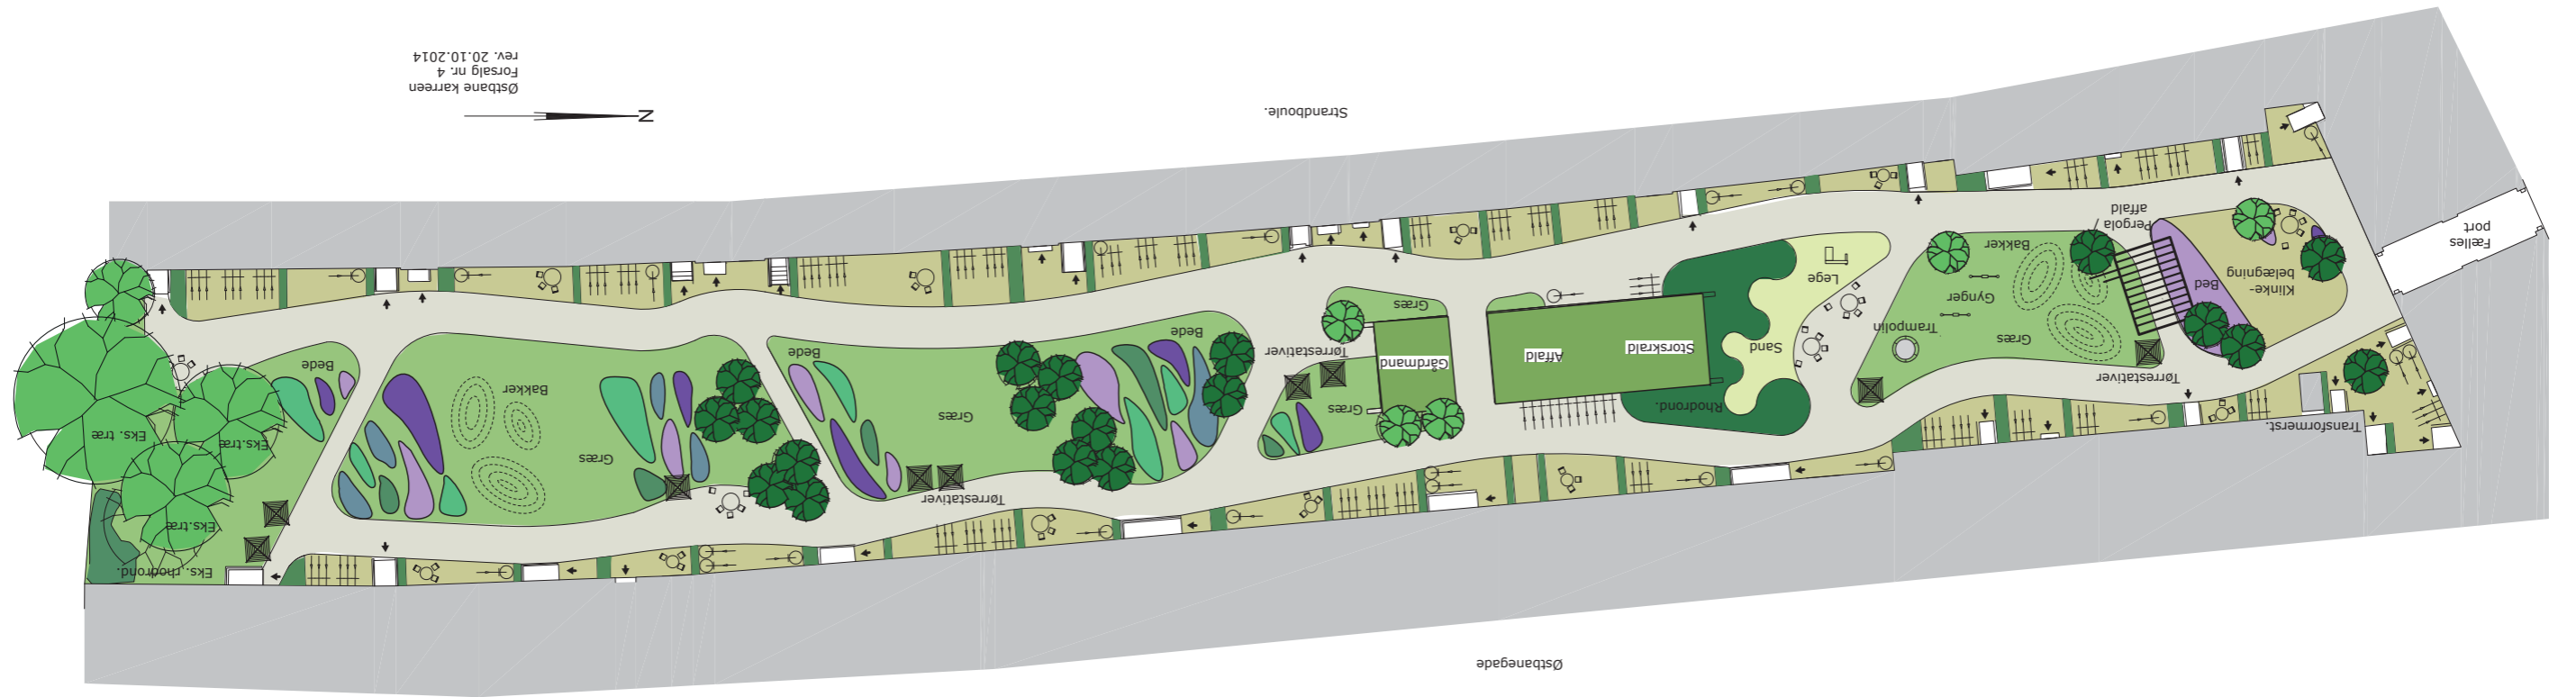 Østbanegade
Transformerst.
Tørrestativer
Fælles
port
Klinke-
belægning
Bed
Pergola /
affald
Græs
Trampolin
Gynger
Bakker
Rhodrond.
Sand
Lege
Storskrald
Affald
Gårdmand
Græs
Tørrestativer
Græs
Tørrestativer
Græs
Bede
Bede
Græs
Bakker
Eks. rhodrond.
Eks.træ
Eks.træ
Eks. træ
Bede
Strandboule.
N
Østbane karreen
Forsalg nr. 4
rev. 20.10.2014